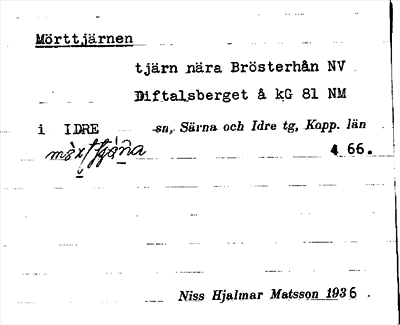 Mörttjärnen
tjärn nära Brösterhån NV
Diftalsberget å kG 81 NM
i IDRE sn, Särna och Idre tg, Kopp. län
4 66.
Niss Hjalmar Matsson 1936.